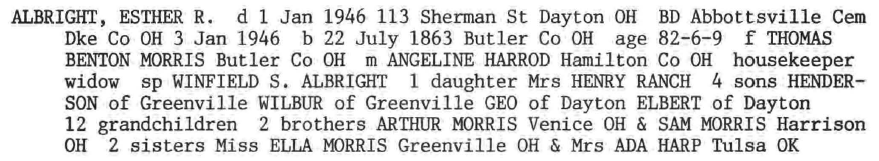 ALBRIGHT, ESTHER R.  d 1 Jan 1946 113 Sherman St Dayton OH  BD Abbottsville Cem
Dke Co OH 3 Jan 1946  b 22 July 1863 Butler Co OH  age 82-6-9  f THOMAS
BENTON MORRIS Butler Co OH  m ANGELINE HARROD Hamilton Co OH  housekeeper
widow  sp WINFIELD S. ALBRIGHT  1 daughter Mrs HENRY RANCH  4 sons HENDER-
SON of Greenville WILBUR of Greenville GEO of Dayton ELBERT of Dayton
12 grandchildren  2 brothers ARTHUR MORRIS Venice OH & SAM MORRIS Harrison
OH  2 sisters Miss ELLA MORRIS Greenville OH & Mrs ADA HARP Tulsa OK